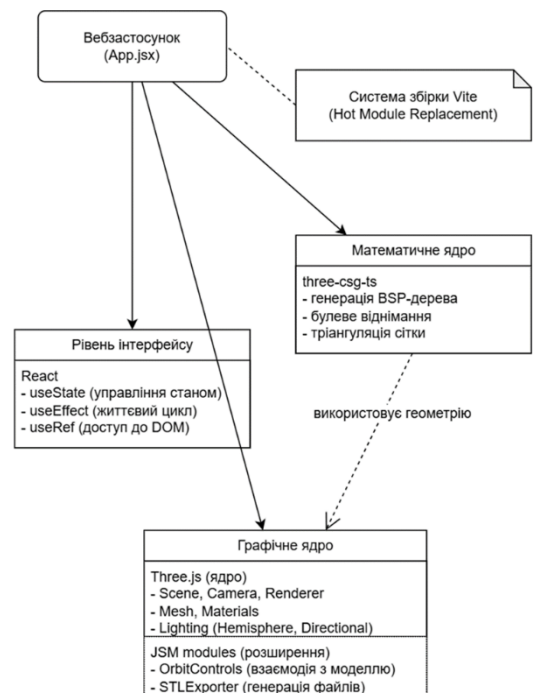 Вебзастосунок
(App.jsx)
Система збірки Vite
(Hot Module Replacement)
Математичне ядро
three-csg-ts
- генерація BSP-дерева
- булеве віднімання
- тріангуляція сітки
Рівень інтерфейсу
React
- useState (управління станом)
- useEffect (життєвий цикл)
- useRef (доступ до DOM)
використовує геометрію
Графічне ядро
Three.js (ядро)
- Scene, Camera, Renderer
- Mesh, Materials
- Lighting (Hemisphere, Directional)
JSM modules (розширення)
- OrbitControls (взаємодія з моделлю)
- STLExporter (генерація файлів)